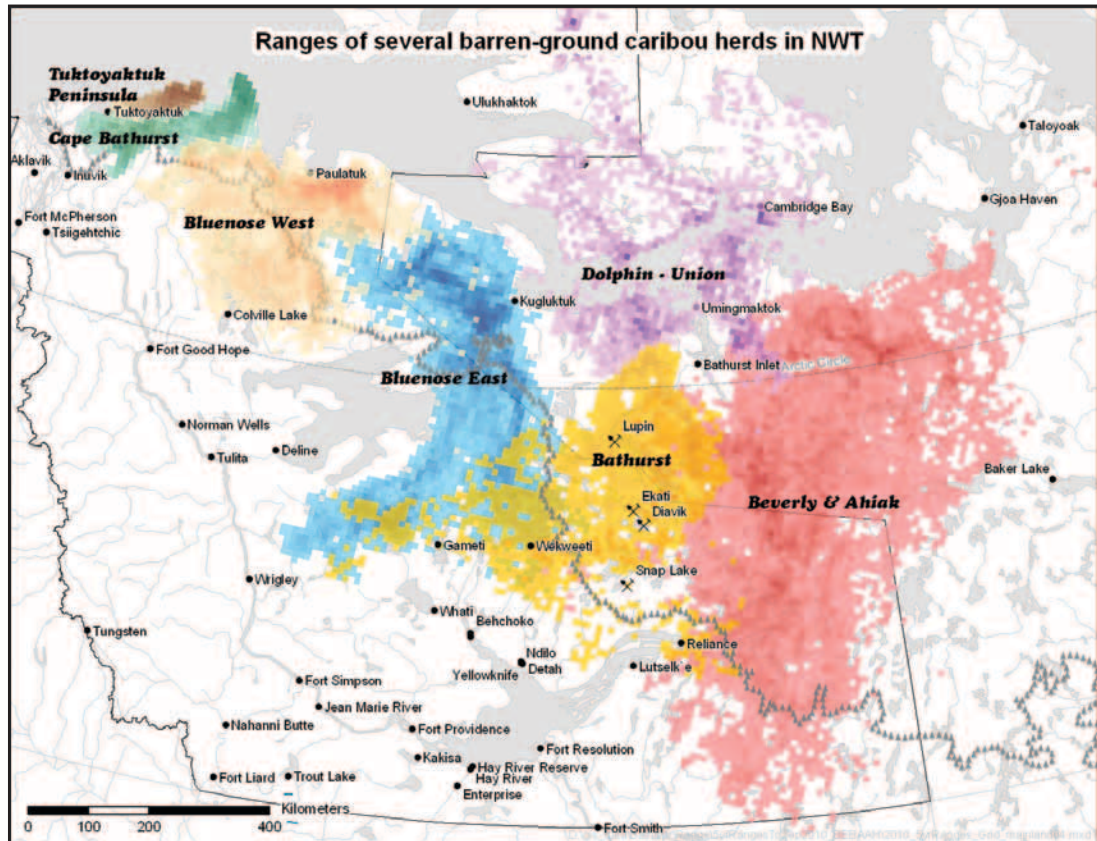 Ranges of several barren-ground caribou herds in NWT
Tuktoyaktuk
Peninsula
Tuktoyaktuk
Ulukhaktok
Cape Bathurst
Taloyoak
Aklavik
Inuvik
Paulatuk
Gjoa Haven
Cambridge Bay
Fort McPherson
Tsiigehtchic
Bluenose West
Dolphin - Union
Kugluktuk
Umingmaktok
Colville Lake
Fort Good Hope
Bathurst Inlet
Arctic Circle
Bluenose East
Norman Wells
Lupin
Deline
Tulita
Bathurst
Baker Lake
Ekati
Diavik
Beverly & Ahiak
Gameti
Wekweeti
Snap Lake
Wrigley
Whati
Behchoko
Tungsten
Reliance
Ndilo
Detah
Lutselk'e
Yellowknife
Fort Simpson
Jean Marie River
Nahanni Butte
Fort Providence
Fort Resolution
Kakisa
Hay River Reserve
Hay River
Fort Liard
Trout Lake
Enterprise
Kilometers
0 100 200 400
Fort Smith